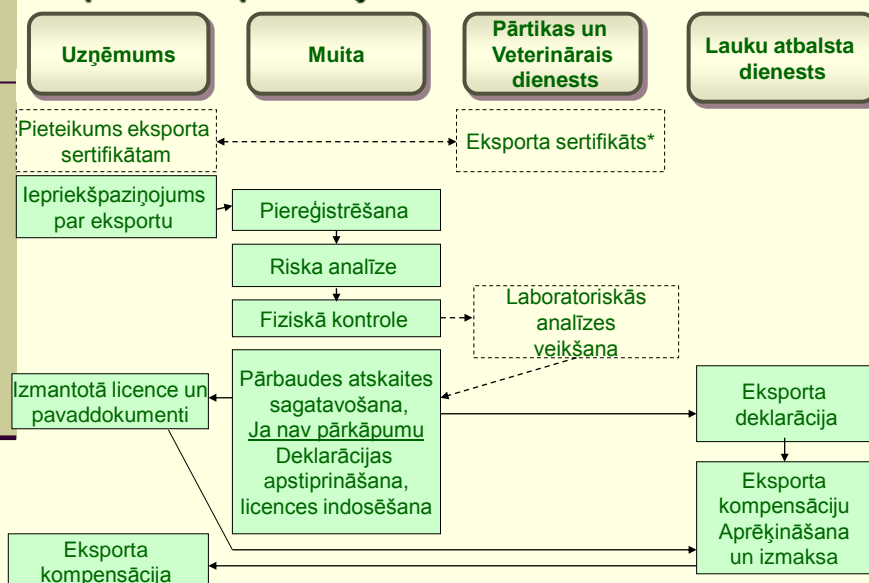 Uzņēmums
Muita
Pārtikas un
Veterinārais
dienests
Lauku atbalsta
dienests
Pieteikums eksporta
sertifikātam
Eksporta sertifikāts*
Iepriekšpaziņojums
par eksportu
Piereģistrēšana
Riska analīze
Fiziskā kontrole
Laboratoriskās
analīzes
veikšana
Izmantotā licence un
pavaddokumenti
Pārbaudes atskaites
sagatavošana,
Ja nav pārkāpumu
Deklarācijas
apstiprināšana,
licences indosēšana
Eksporta
deklarācija
Eksporta
kompensāciju
Aprēķināšana
un izmaksa
Eksporta
kompensācija